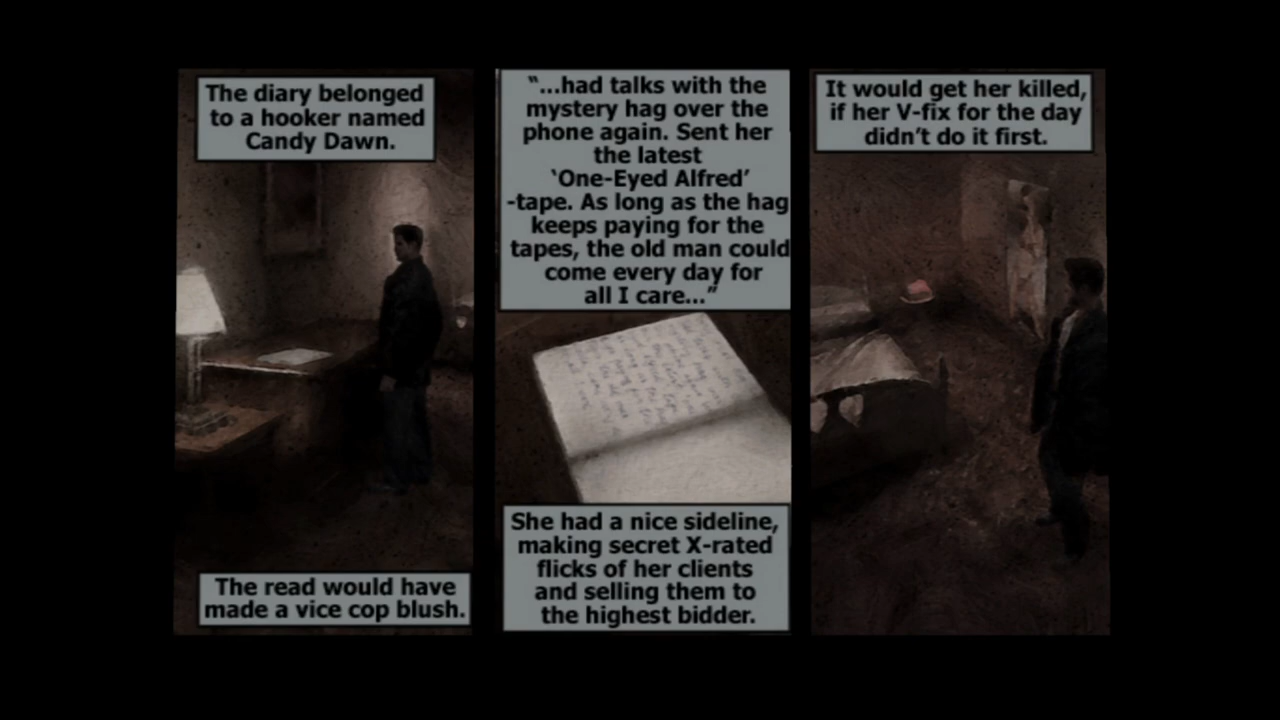 The diary belonged
to a hooker named
Candy Dawn.
The read would have
made a vice cop blush.
"...had talks with the
mystery hag over the
phone again. Sent her
the latest
'One-Eyed Alfred'
-tape. As long as the hag
keeps paying for the
tapes, the old man could
come every day for
all I care..."
She had a nice sideline,
making secret X-rated
flicks of her clients
and selling them to
the highest bidder.
It would get her killed,
if her V-fix for the day
didn't do it first.